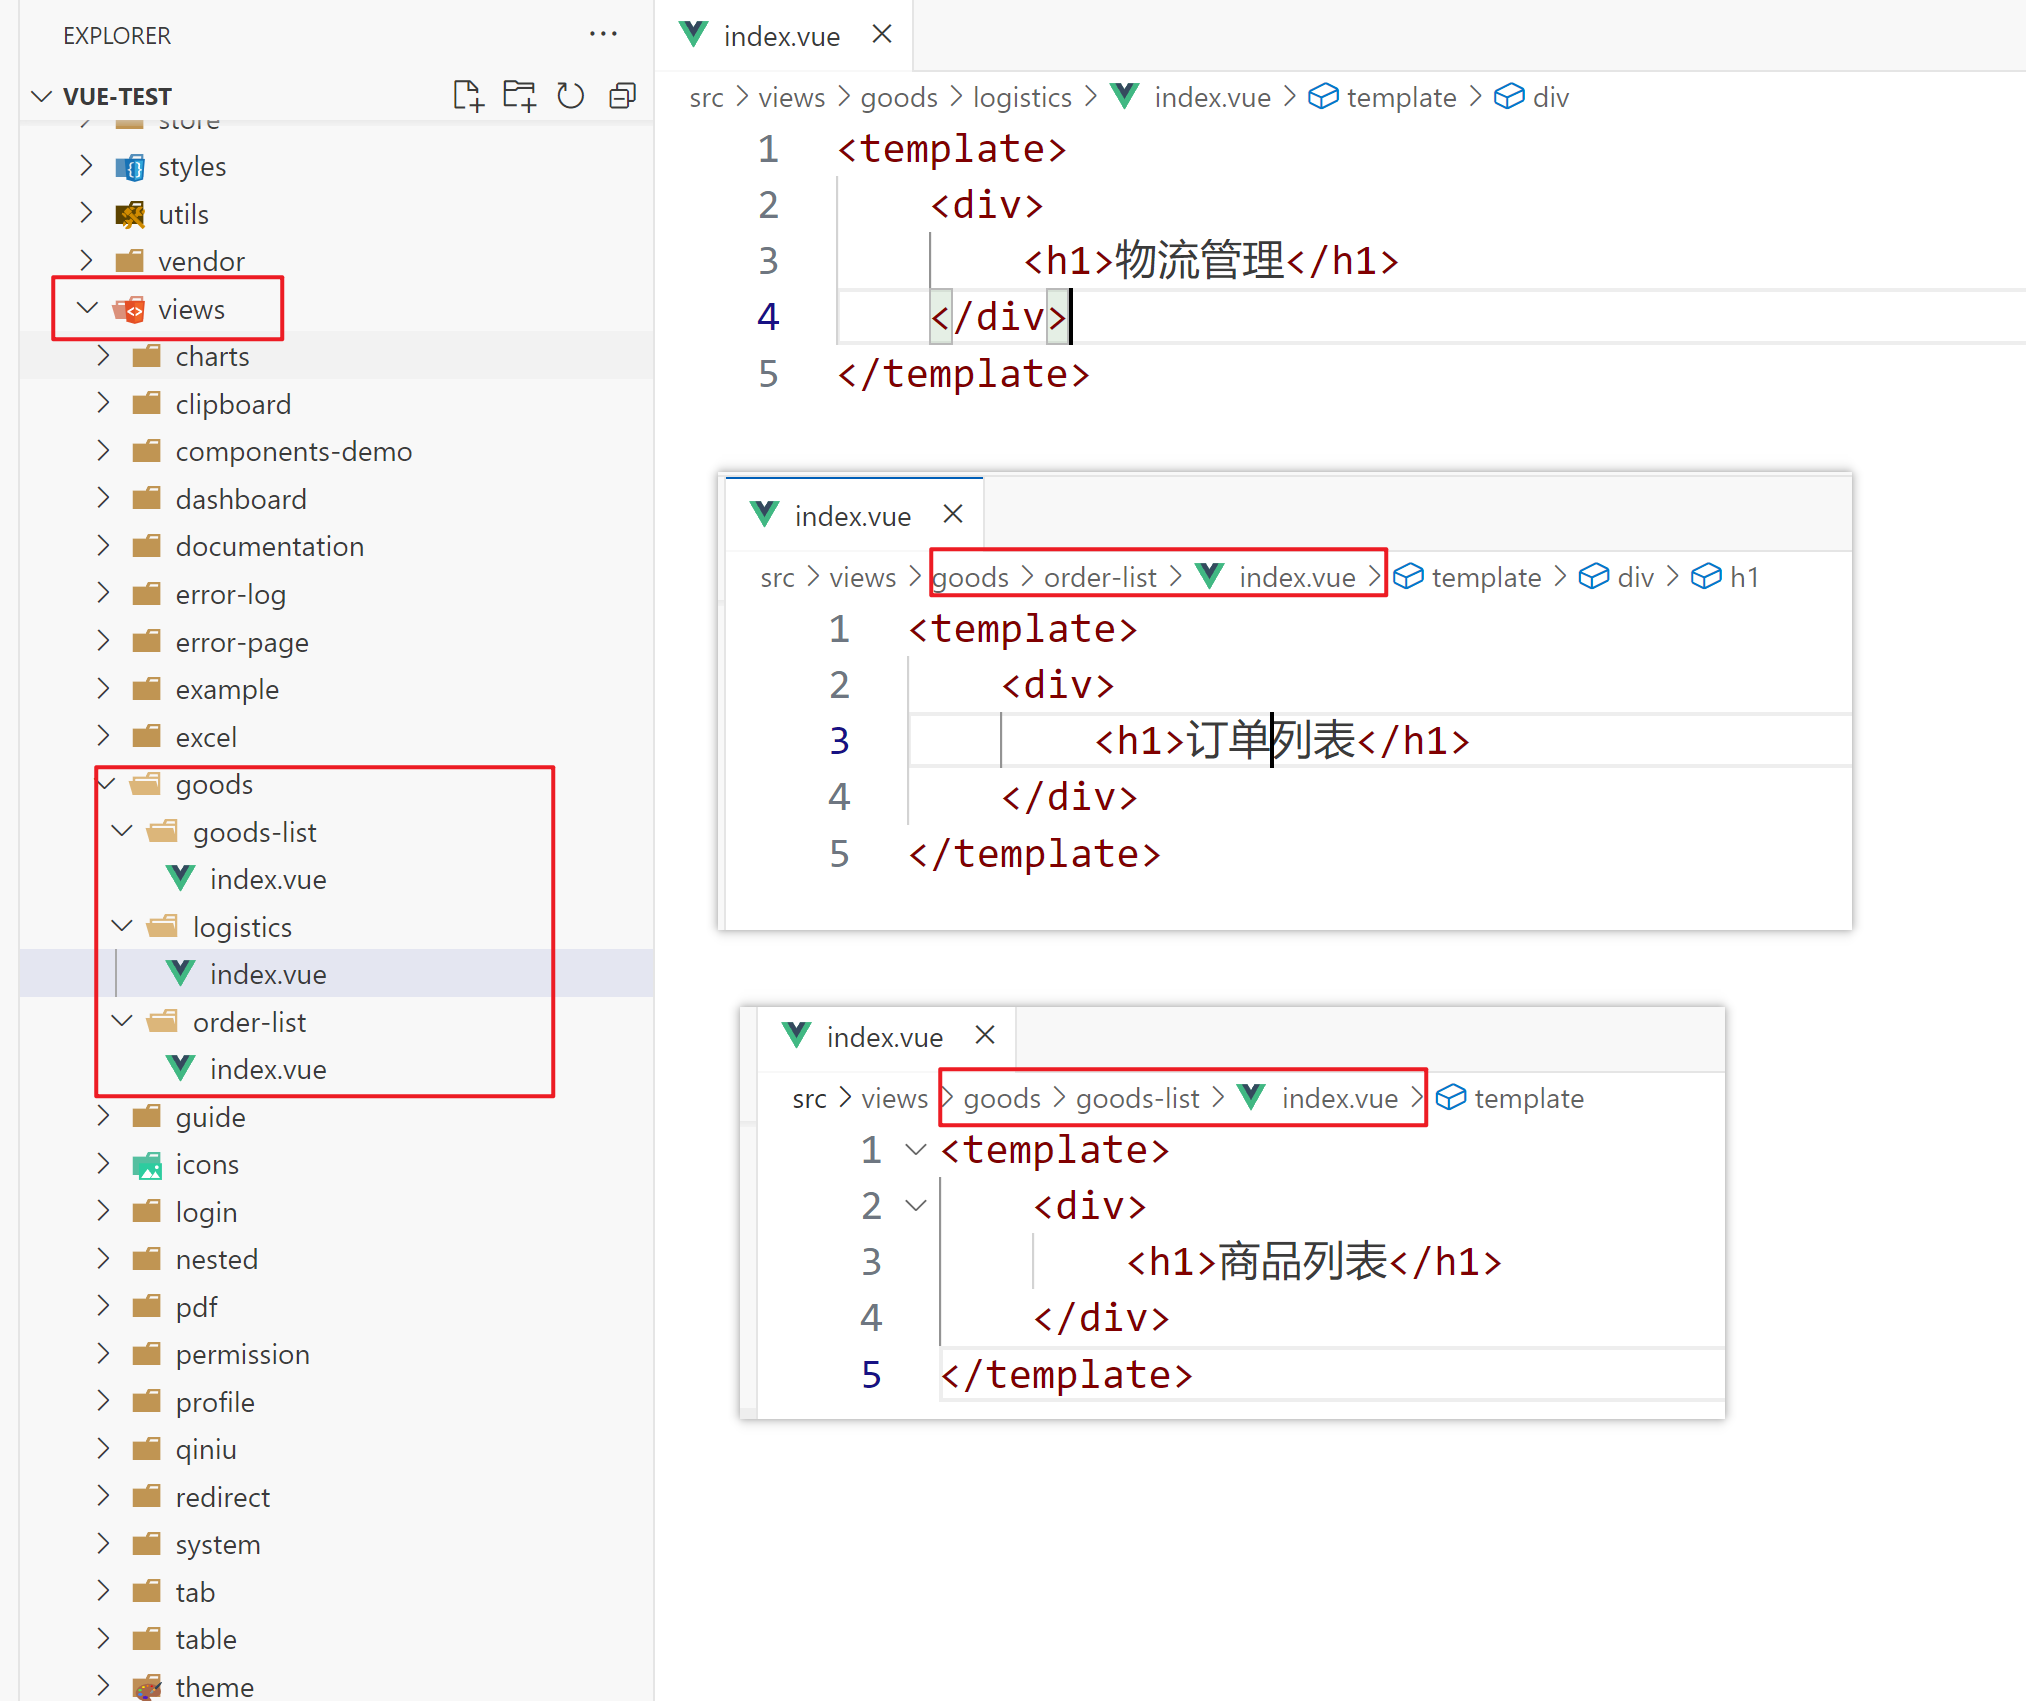 EXPLORER
VUE-TEST
store
styles
utils
vendor
views
charts
clipboard
components-demo
dashboard
documentation
error-log
error-page
example
excel
goods
goods-list
index.vue
logistics
index.vue
order-list
index.vue
guide
icons
login
nested
pdf
permission
profile
qiniu
redirect
system
tab
table
theme
index.vue
src > views > goods > logistics > index.vue > template > div
1 <template>
2 <div>
3 <h1>物流管理</h1>
4 </div>
5 </template>
index.vue
src > views > goods > order-list > index.vue > template > div > h1
1 <template>
2 <div>
3 <h1>订单列表</h1>
4 </div>
5 </template>
index.vue
src > views > goods > goods-list > index.vue > template
1 <template>
2 <div>
3 <h1>商品列表</h1>
4 </div>
5 </template>